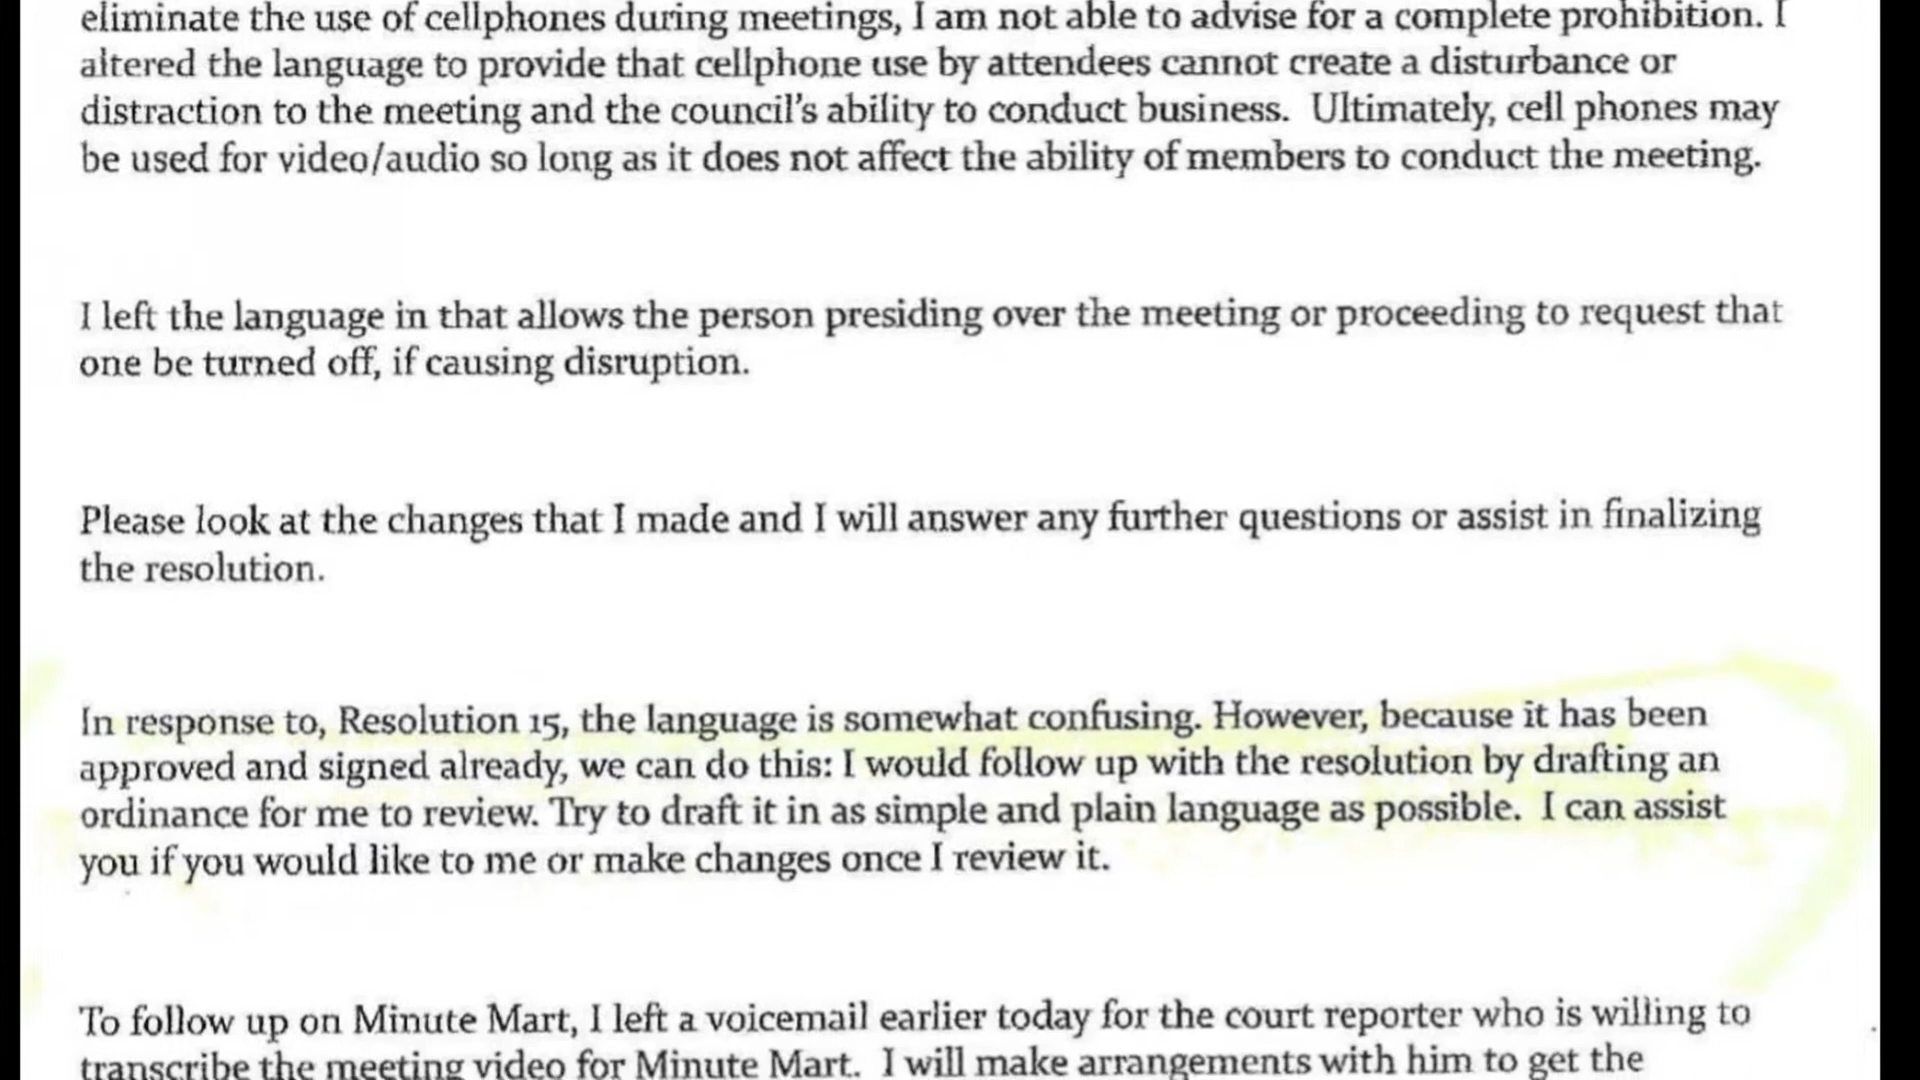 eliminate the use of cellphones during meetings, I am not able to advise for a complete prohibition. I
altered the language to provide that cellphone use by attendees cannot create a disturbance or
distraction to the meeting and the council's ability to conduct business.  Ultimately, cell phones may
be used for video/audio so long as it does not affect the ability of members to conduct the meeting.
I left the language in that allows the person presiding over the meeting or proceeding to request that
one be turned off, if causing disruption.
Please look at the changes that I made and I will answer any further questions or assist in finalizing
the resolution.
In response to, Resolution 15, the language is somewhat confusing. However, because it has been
approved and signed already, we can do this: I would follow up with the resolution by drafting an
ordinance for me to review. Try to draft it in as simple and plain language as possible.  I can assist
you if you would like to me or make changes once I review it.
To follow up on Minute Mart, I left a voicemail earlier today for the court reporter who is willing to
transcribe the meeting video for Minute Mart.  I will make arrangements with him to get the